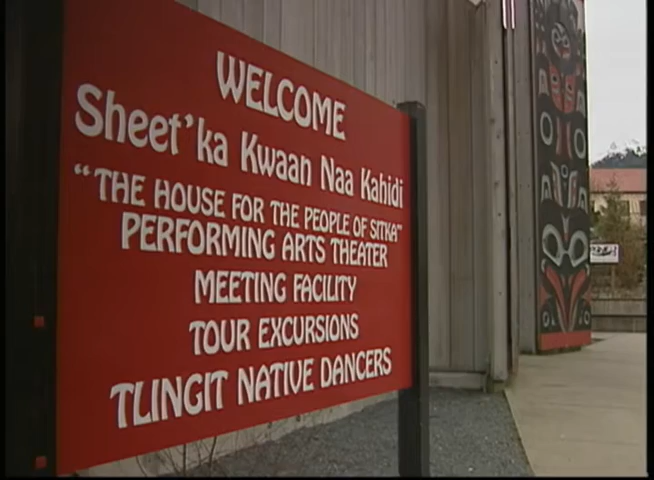 WELCOME
Sheet'ka Kwaan Naa Kahidi
"THE HOUSE FOR THE PEOPLE OF SITKA"
PERFORMING ARTS THEATER
MEETING FACILITY
TOUR EXCURSIONS
TLINGIT NATIVE DANCERS